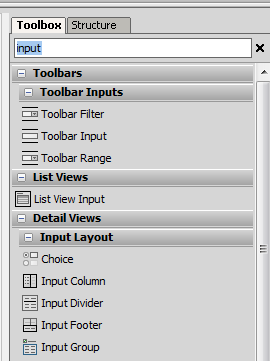 Toolbox Structure
input
Toolbars
Toolbar Inputs
Toolbar Filter
Toolbar Input
Toolbar Range
List Views
List View Input
Detail Views
Input Layout
Choice
Input Column
Input Divider
Input Footer
Input Group